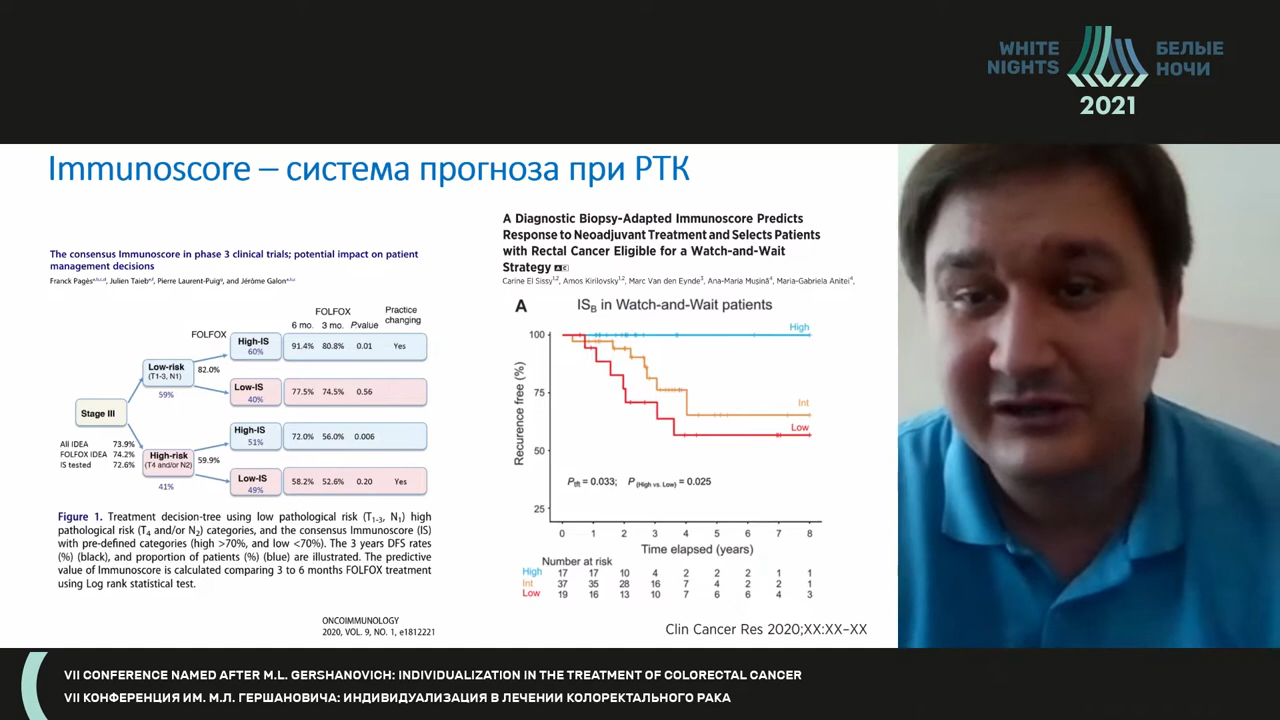 WHITE NIGHTS
БЕЛЫЕ НОЧИ
2021
Immunoscore – система прогноза при РТК
The consensus Immunoscore in phase 3 clinical trials; potential impact on patient
management decisions
Franck Pagès, Julien Taieb, Pierre Laurent-Puig, and Jérôme Galon
FOLFOX
Practice
changing
6 mo. 3 mo. Pvalue
FOLFOX
High-IS
60%
91.4% 80.8% 0.01 Yes
Low-risk
(T1-3, N1)
82.0%
59%
Low-IS
40%
77.5% 74.5% 0.56
Stage III
High-IS
51%
72.0% 56.0% 0.006
All IDEA 73.9%
FOLFOX IDEA 74.2%
IS tested 72.6%
High-risk
(T4 and/or N2)
59.9%
41%
Low-IS
49%
58.2% 52.6% 0.20 Yes
Figure 1. Treatment decision-tree using low pathological risk (T1-3, N1) high
pathological risk (T4 and/or N2) categories, and the consensus Immunoscore (IS)
with pre-defined categories (high >70%, and low <70%). The 3 years DFS rates
(%) (black), and proportion of patients (%) (blue) are illustrated. The predictive
value of Immunoscore is calculated comparing 3 to 6 months FOLFOX treatment
using Log rank statistical test.
ONCOIMMUNOLOGY
2020, VOL. 9, NO. 1, e1812221
A Diagnostic Biopsy-Adapted Immunoscore Predicts
Response to Neoadjuvant Treatment and Selects Patients
with Rectal Cancer Eligible for a Watch-and-Wait
Strategy
Carine El Sissy1,2, Amos Kirilovsky1,2, Marc Van den Eynde3, Ana-Maria Muşină4, Maria-Gabriela Anitei4,
A
ISB in Watch-and-Wait patients
Recurence free (%)
100
75
50
25
High
Int
Low
Ptft = 0.033; P (High vs. Low) = 0.025
0 1 2 3 4 5 6 7 8
Time elapsed (years)
Number at risk
High 17 17 10 4 2 2 2 1 1
Int 37 35 28 16 7 4 2 2 1
Low 19 16 13 10 7 6 6 4 3
Clin Cancer Res 2020;XX:XX–XX
VII CONFERENCE NAMED AFTER M.L. GERSHANOVICH: INDIVIDUALIZATION IN THE TREATMENT OF COLORECTAL CANCER
VII КОНФЕРЕНЦИЯ ИМ. М.Л. ГЕРШАНОВИЧА: ИНДИВИДУАЛИЗАЦИЯ В ЛЕЧЕНИИ КОЛОРЕКТАЛЬНОГО РАКА